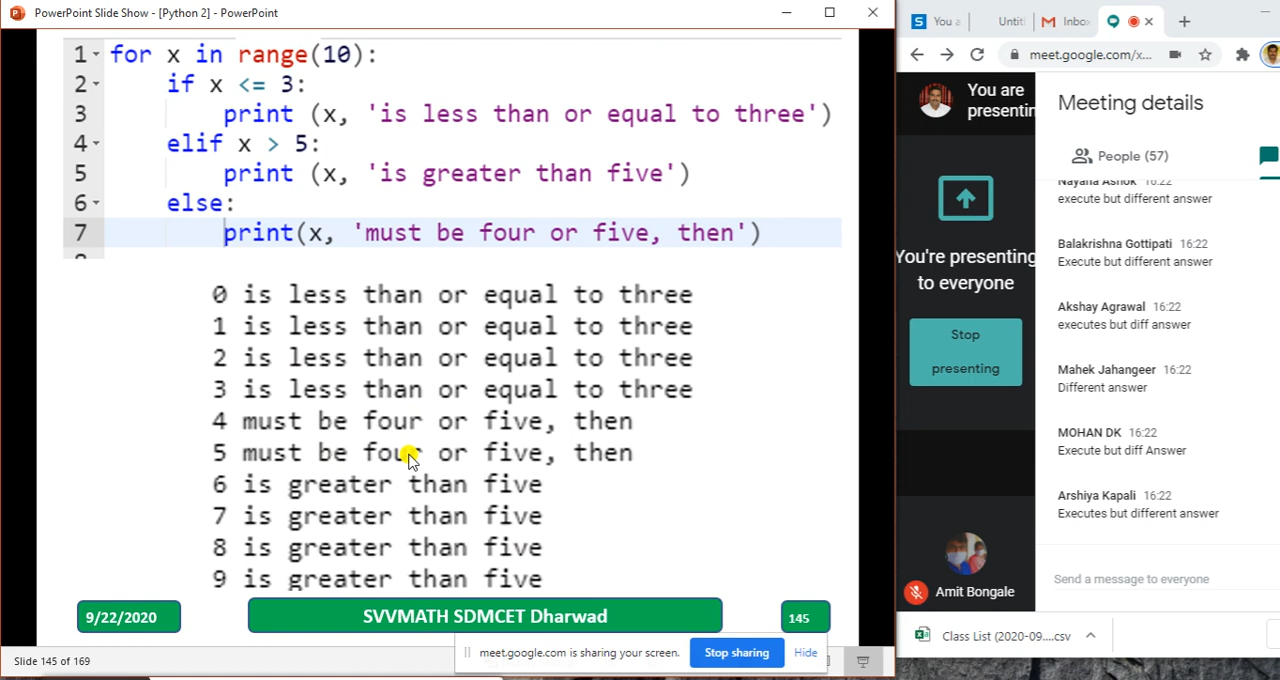 PowerPoint Slide Show - [Python 2] - PowerPoint
1 for x in range(10):
2 if x <= 3:
3 print (x, 'is less than or equal to three')
4 elif x > 5:
5 print (x, 'is greater than five')
6 else:
7 print(x, 'must be four or five, then')
0 is less than or equal to three
1 is less than or equal to three
2 is less than or equal to three
3 is less than or equal to three
4 must be four or five, then
5 must be four or five, then
6 is greater than five
7 is greater than five
8 is greater than five
9 is greater than five
9/22/2020
SVVMATH SDMCET Dharwad
145
Slide 145 of 169
meet.google.com is sharing your screen.
Stop sharing
Hide
S You a
Untiti
Inbo
meet.google.com/x...
You are
presentin
You're presenting
to everyone
Stop
presenting
Amit Bongale
Meeting details
People (57)
Nayana Ashok 16:22
execute but different answer
Balakrishna Gottipati 16:22
Execute but different answer
Akshay Agrawal 16:22
executes but diff answer
Mahek Jahangeer 16:22
Different answer
MOHAN DK 16:22
Execute but diff Answer
Arshiya Kapali 16:22
Executes but different answer
Send a message to everyone
Class List (2020-09....csv